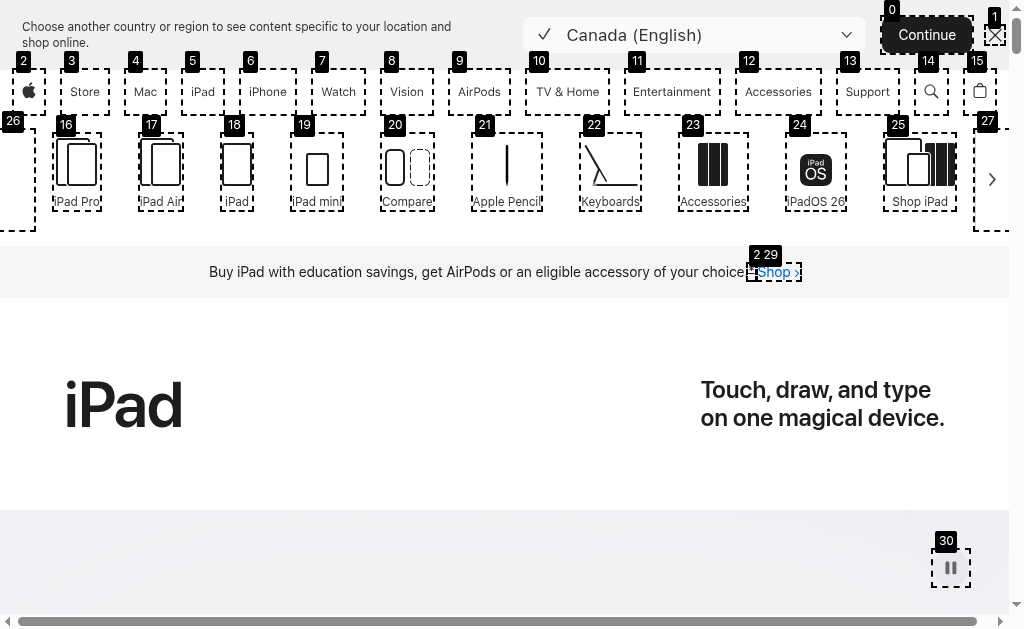 Choose another country or region to see content specific to your location and
shop online.
Canada (English)
Continue
0
1
2
3
4
5
6
7
8
9
10
11
12
13
14
15
Store
Mac
iPad
iPhone
Watch
Vision
AirPods
TV & Home
Entertainment
Accessories
Support
26
16
17
18
19
20
21
22
23
24
25
27
iPad
OS
iPad Pro
iPad Air
iPad
iPad mini
Compare
Apple Pencil
Keyboards
Accessories
iPadOS 26
Shop iPad
2 29
Buy iPad with education savings, get AirPods or an eligible accessory of your choice. Shop ›
iPad
Touch, draw, and type
on one magical device.
30